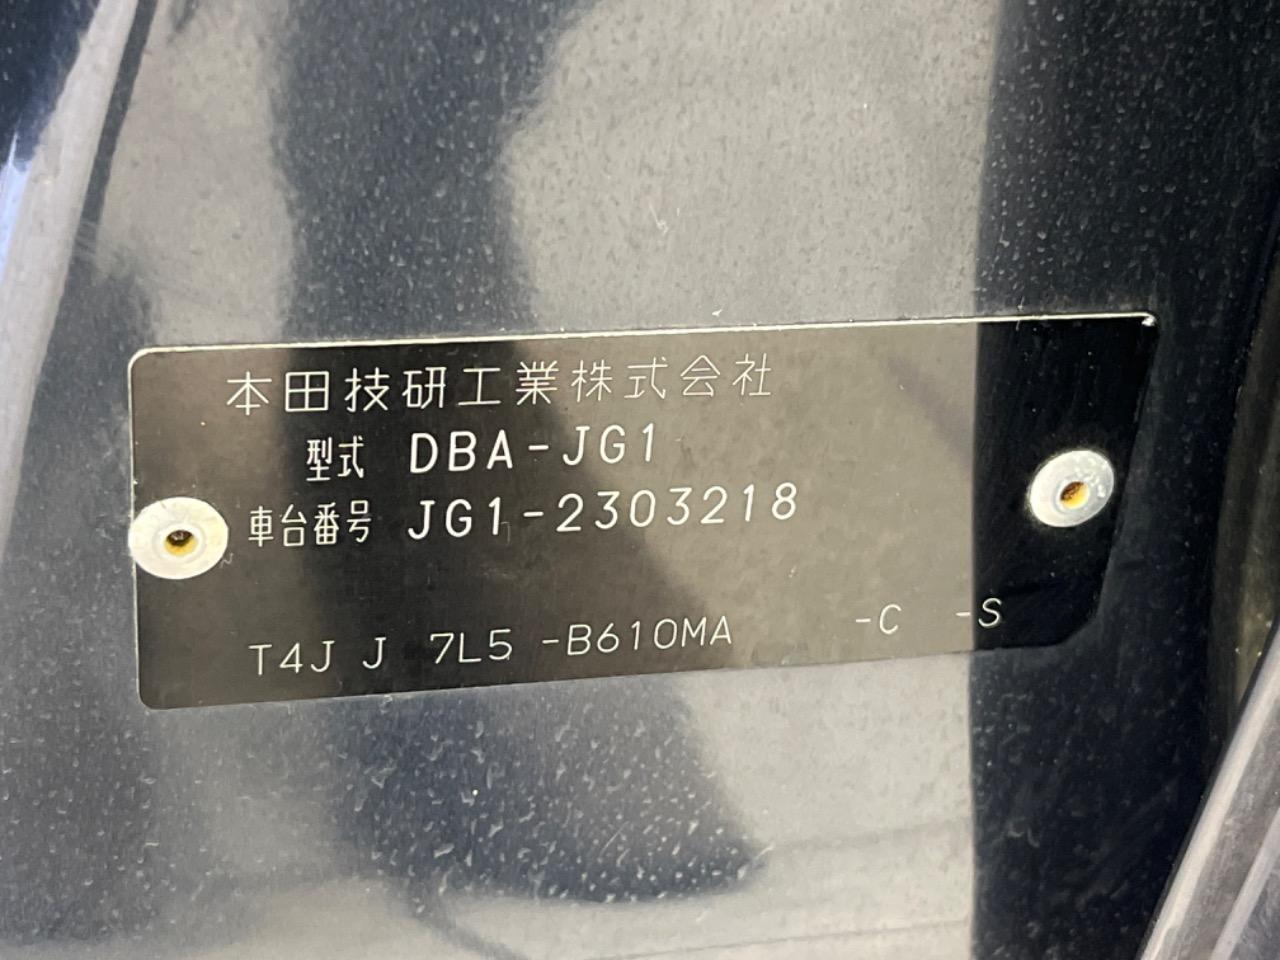 本田技研工業株式会社
型式 DBA-JG1
車台番号 JG1-2303218
T4J J 7L5 -B610MA -C -S